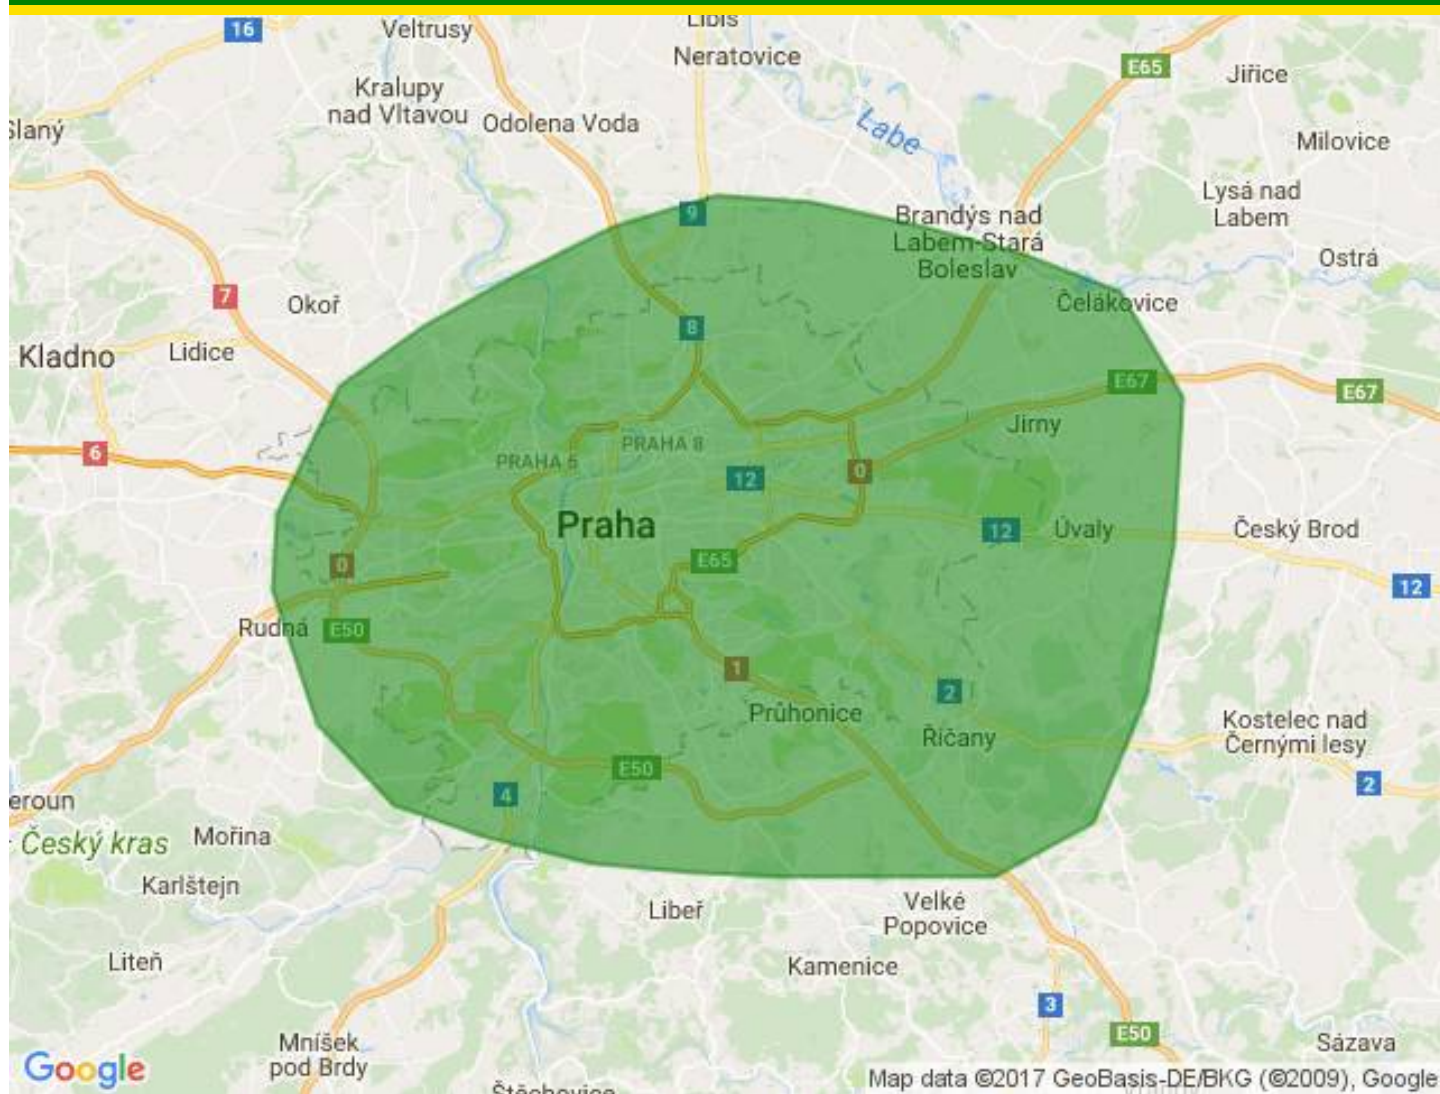 Libiš
16
Veltrusy
Neratovice
E65
Jiřice
Kralupy
nad Vltavou
Odolena Voda
Slaný
Labe
Milovice
Lysá nad
Labem
9
Brandýs nad
Labem-Stará
Boleslav
Ostrá
7
Okoř
Čelákovice
8
Kladno
Lidice
E67
E67
Jirny
PRAHA 8
6
PRAHA 6
0
12
Praha
12
Úvaly
Český Brod
E65
0
12
Rudná
E50
1
2
Průhonice
Kostelec nad
Černými lesy
Říčany
E50
2
4
eroun
Český kras
Mořina
Karlštejn
Libeř
Velké
Popovice
Liteň
Kamenice
3
E50
Mníšek
pod Brdy
Sázava
Google
Štěchovice
Map data ©2017 GeoBasis-DE/BKG (©2009), Google